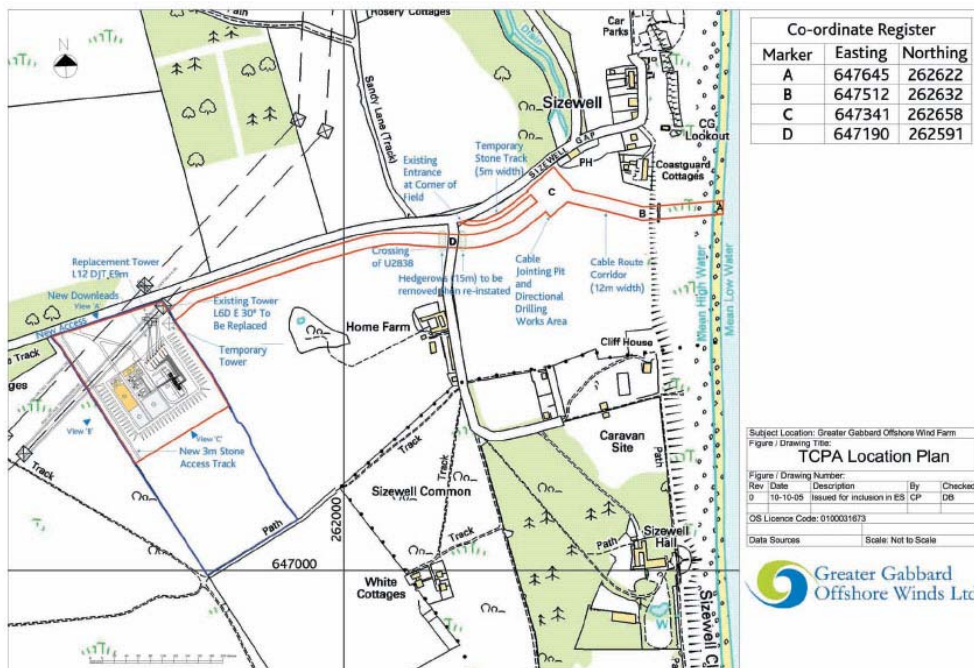 Rosery Cottages
Drain
Car
Parks
N
Sandy Lane (Track)
Sizewell
CG
Lookout
SIZEWELL GAP
PH
Coastguard
Cottages
Existing
Entrance
at Corner of
Field
Temporary
Stone Track
(5m width)
C
B
A
D
Crossing
of U2838
Hedgerows (15m) to be
removed then re-instated
Cable
Jointing Pit
and
Directional
Drilling
Works Area
Cable Route
Corridor
(12m width)
Mean High Water
Mean Low Water
Replacement Tower
L12 DJT E9m
New Downleads
View 'A'
New Access
Existing Tower
L6D E 30° To
Be Replaced
Temporary
Tower
Home Farm
Cliff House
Track
View 'B'
View 'C'
New 3m Stone
Access Track
Track
Caravan
Site
Path
Track
Sizewell Common
Track
Path
262000
647000
Path
Sizewell
Hall
White
Cottages
W
Path
Co-ordinate Register
Marker Easting Northing
A 647645 262622
B 647512 262632
C 647341 262658
D 647190 262591
Subject Location: Greater Gabbard Offshore Wind Farm
Figure / Drawing Title:
TCPA Location Plan
Figure / Drawing Number:
Rev Date Description By Checked
0 10-10-05 Issued for inclusion in ES CP DB
OS Licence Code: 0100031673
Data Sources Scale: Not to Scale
Greater Gabbard
Offshore Winds Ltd